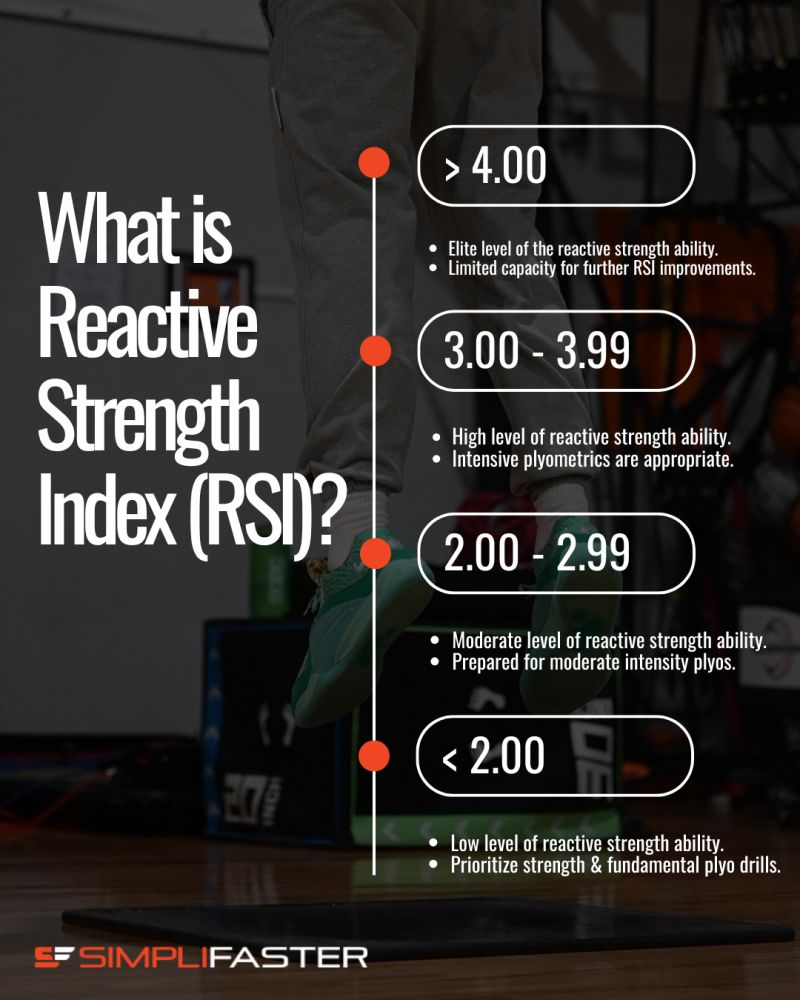 What is
Reactive
Strength
Index (RSI)?
> 4.00
• Elite level of the reactive strength ability.
• Limited capacity for further RSI improvements.
3.00 - 3.99
• High level of reactive strength ability.
• Intensive plyometrics are appropriate.
2.00 - 2.99
• Moderate level of reactive strength ability.
• Prepared for moderate intensity plyos.
< 2.00
• Low level of reactive strength ability.
• Prioritize strength & fundamental plyo drills.
20
INCH
SIMPLIFASTER